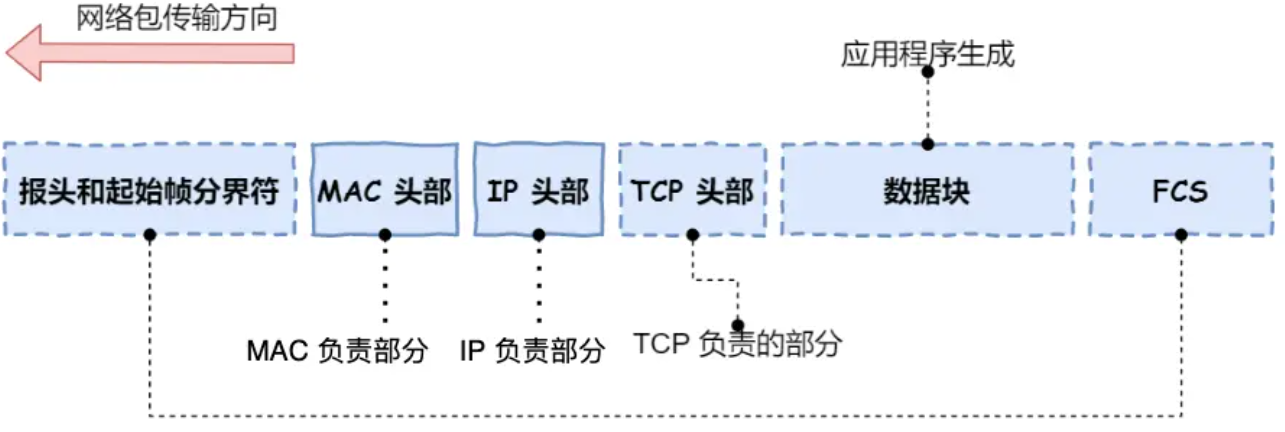 网络包传输方向
应用程序生成
报头和起始帧分界符
MAC 头部
IP 头部
TCP 头部
数据块
FCS
MAC 负责部分
IP 负责部分
TCP 负责的部分